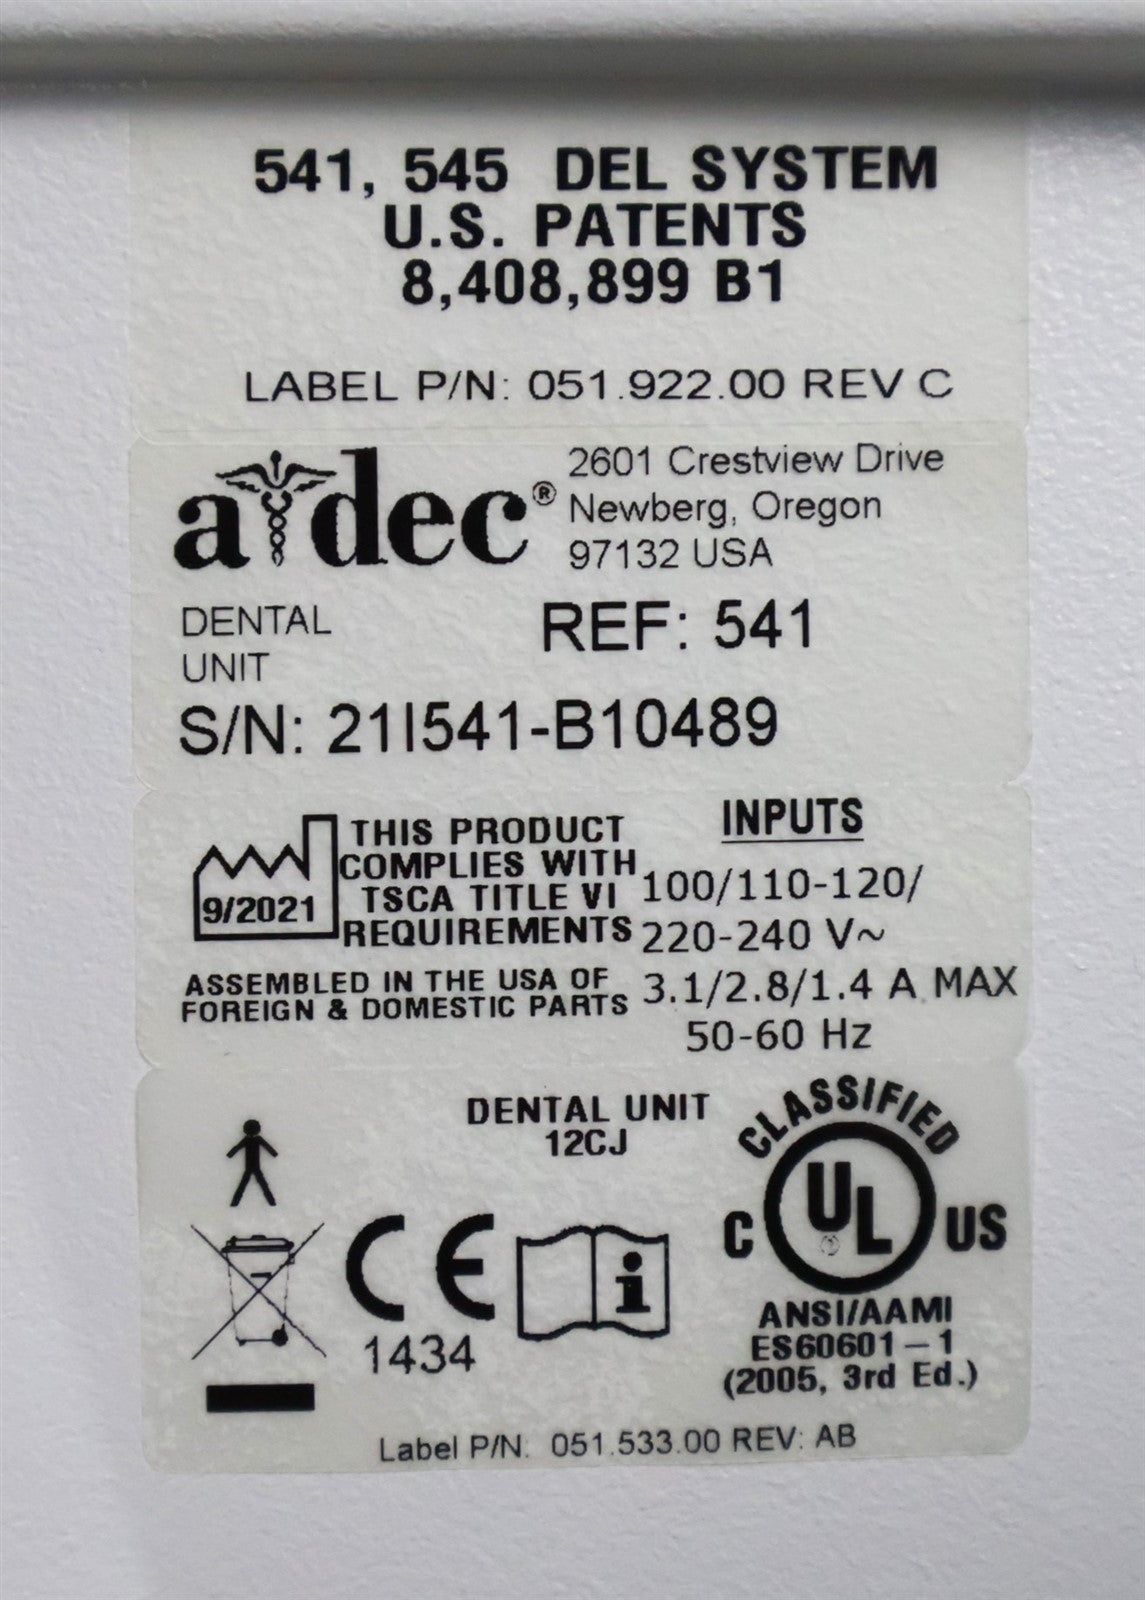 541, 545 DEL SYSTEM
U.S. PATENTS
8,408,899 B1
LABEL P/N: 051.922.00 REV C
a dec®
2601 Crestview Drive
Newberg, Oregon
97132 USA
DENTAL
UNIT
REF: 541
S/N: 21I541-B10489
9/2021
THIS PRODUCT
COMPLIES WITH
TSCA TITLE VI
REQUIREMENTS
ASSEMBLED IN THE USA OF
FOREIGN & DOMESTIC PARTS
INPUTS
100/110-120/
220-240 V~
3.1/2.8/1.4 A MAX
50-60 Hz
DENTAL UNIT
12CJ
CE
1434
i
CLASSIFIED
C UL US
ANSI/AAMI
ES60601-1
(2005, 3rd Ed.)
Label P/N: 051.533.00 REV: AB